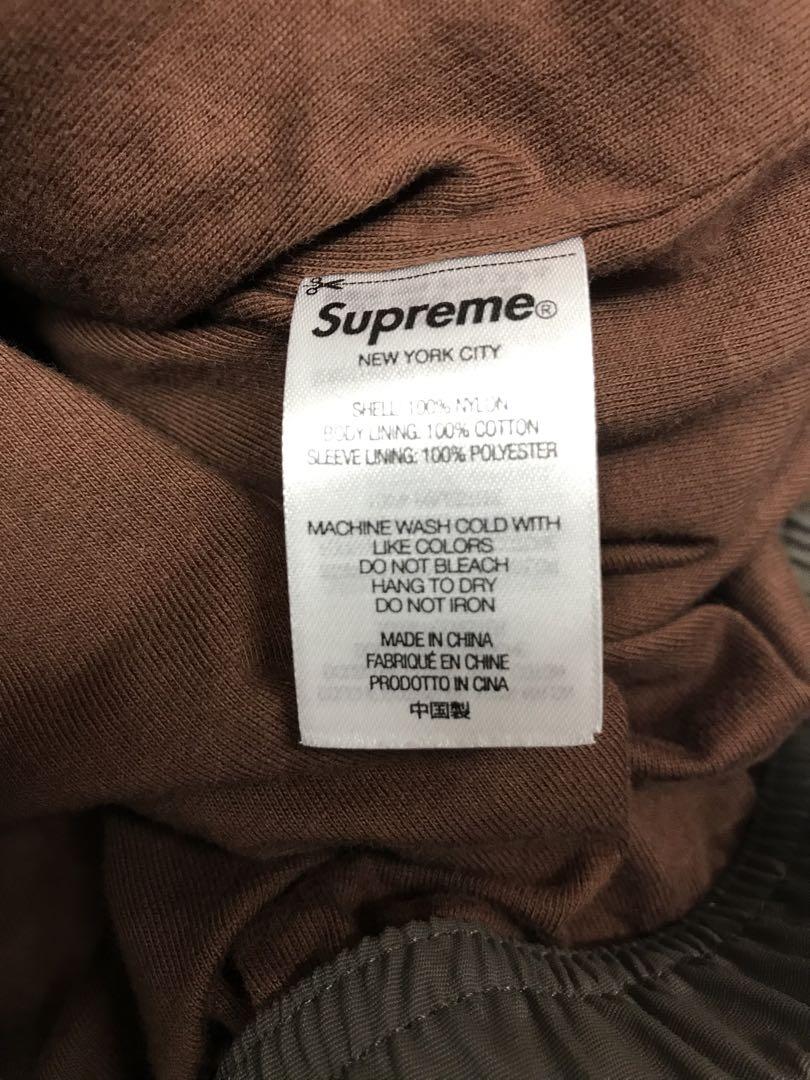 Supreme®
NEW YORK CITY
SHELL: 100% NYLON
BODY LINING: 100% COTTON
SLEEVE LINING: 100% POLYESTER
MACHINE WASH COLD WITH
LIKE COLORS
DO NOT BLEACH
HANG TO DRY
DO NOT IRON
MADE IN CHINA
FABRIQUÉ EN CHINE
PRODOTTO IN CINA
中国製